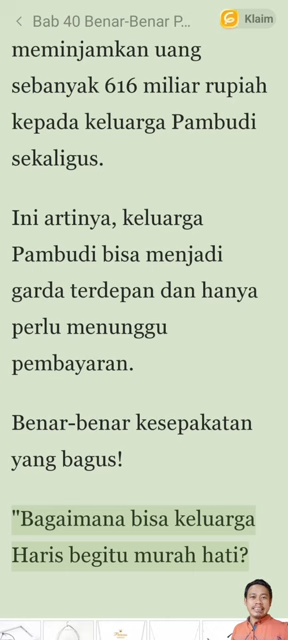 Bab 40 Benar-Benar P...
Klaim
meminjamkan uang
sebanyak 616 miliar rupiah
kepada keluarga Pambudi
sekaligus.
Ini artinya, keluarga
Pambudi bisa menjadi
garda terdepan dan hanya
perlu menunggu
pembayaran.
Benar-benar kesepakatan
yang bagus!
"Bagaimana bisa keluarga
Haris begitu murah hati?